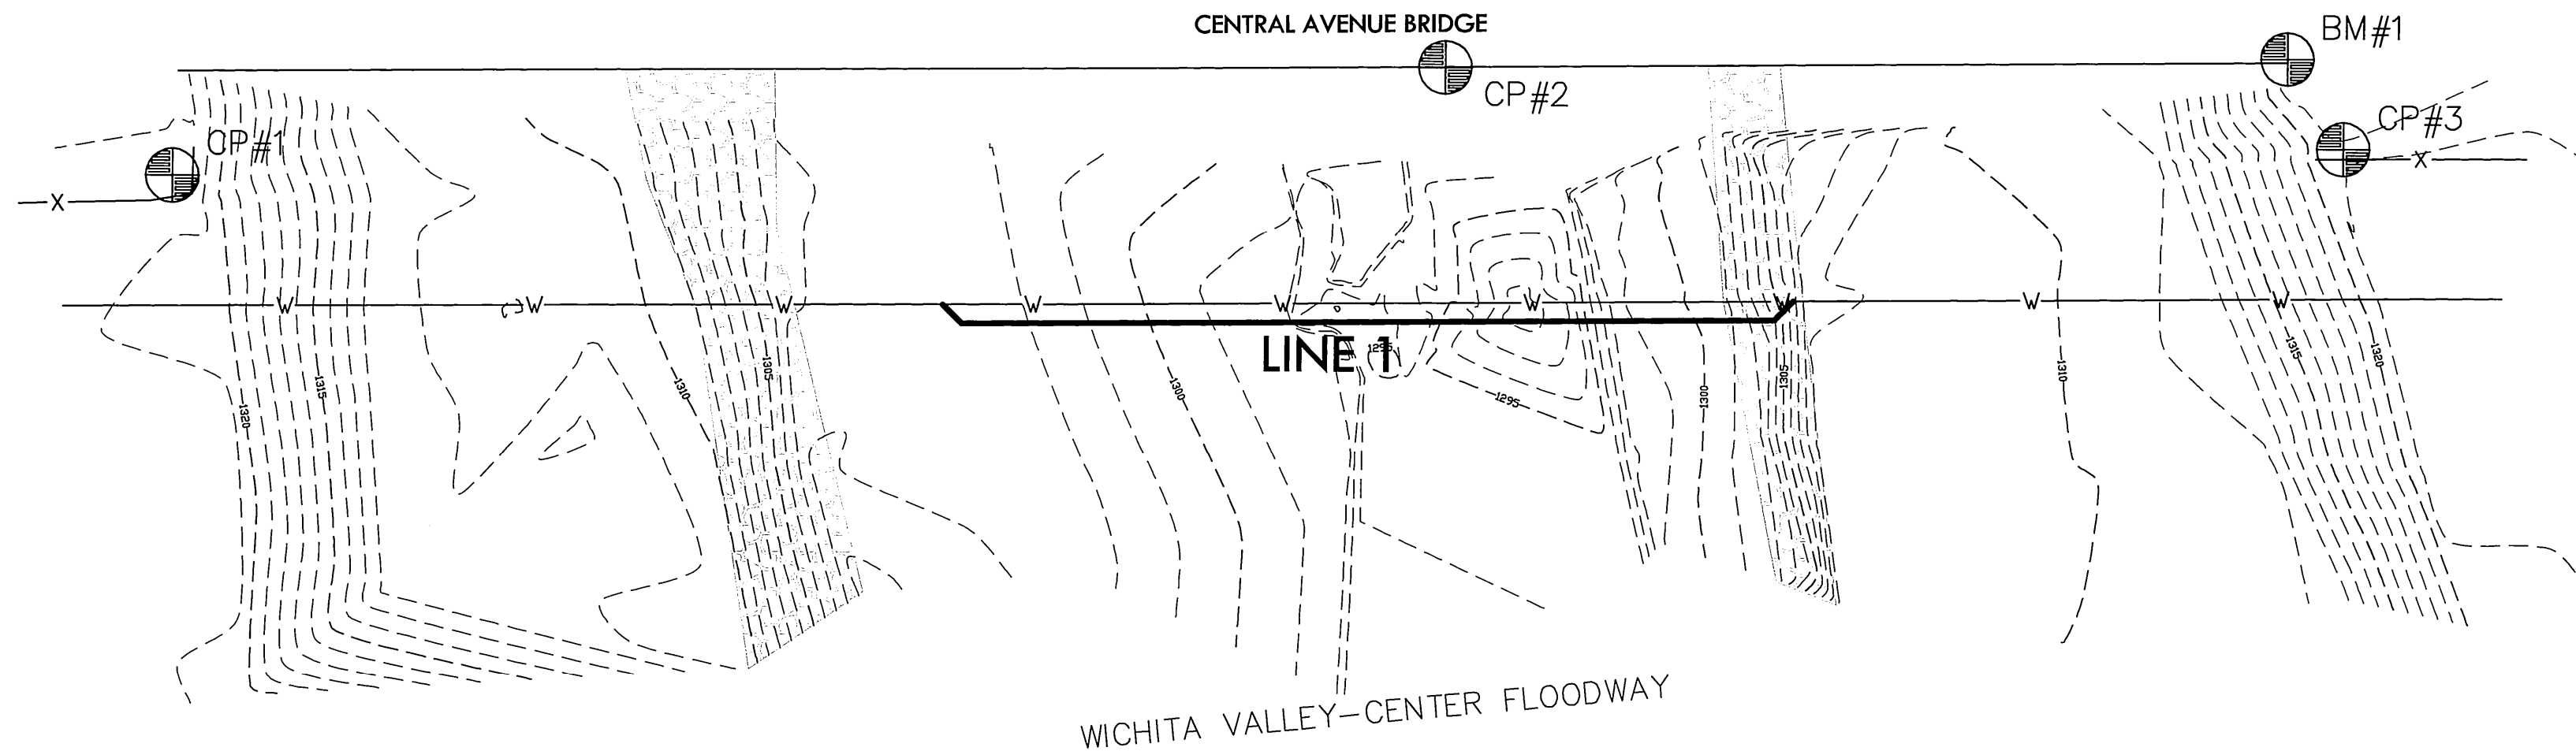 CENTRAL AVENUE BRIDGE
BM#1
CP#2
CP#3
CP#1
X
X
W W W W W W W W W
LINE 1
1320
1315
1310
1305
1300
1295
1295
1300
1305
1310
1315
1320
WICHITA VALLEY-CENTER FLOODWAY